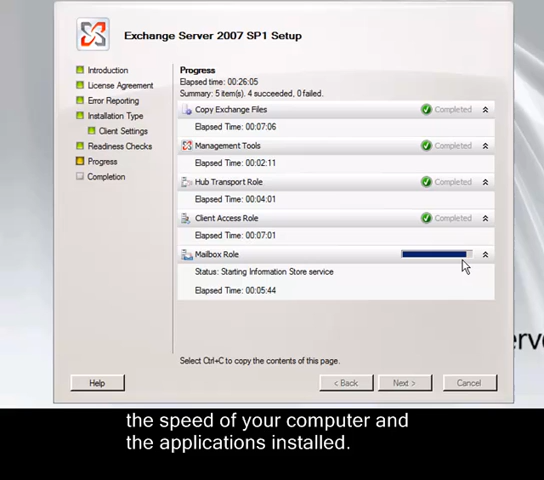 Exchange Server 2007 SP1 Setup
Introduction
License Agreement
Error Reporting
Installation Type
Client Settings
Readiness Checks
Progress
Completion
Progress
Elapsed time: 00:26:05
Summary: 5 item(s). 4 succeeded, 0 failed.
Copy Exchange Files Completed
Elapsed Time: 00:07:06
Management Tools Completed
Elapsed Time: 00:02:11
Hub Transport Role Completed
Elapsed Time: 00:04:01
Client Access Role Completed
Elapsed Time: 00:07:01
Mailbox Role
Status: Starting Information Store service
Elapsed Time: 00:05:44
Select Ctrl+C to copy the contents of this page.
Help < Back Next > Cancel
erv
the speed of your computer and
the applications installed.